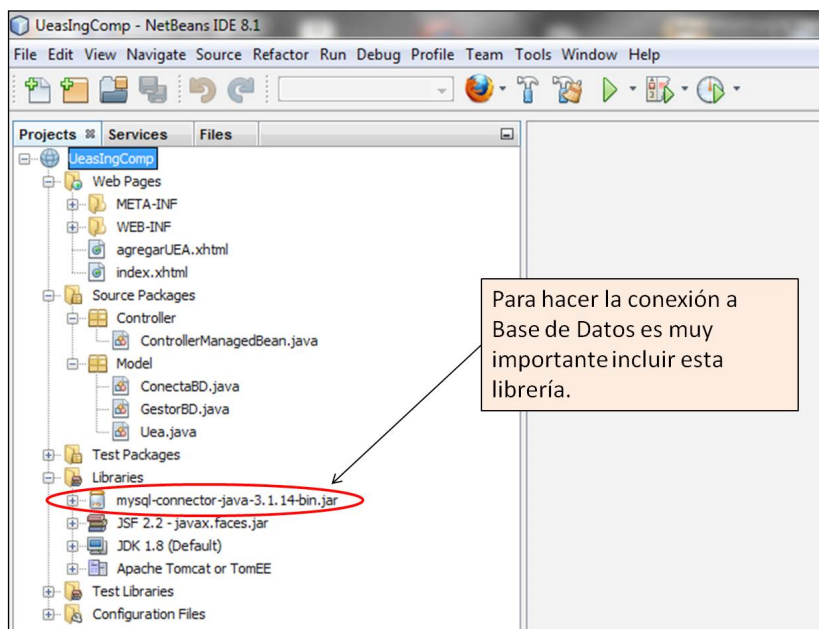 UeasIngComp - NetBeans IDE 8.1
File Edit View Navigate Source Refactor Run Debug Profile Team Tools Window Help
Projects Services Files
UeasIngComp
Web Pages
META-INF
WEB-INF
agregarUEA.xhtml
index.xhtml
Source Packages
Controller
ControllerManagedBean.java
Model
ConectaBD.java
GestorBD.java
Uea.java
Test Packages
Libraries
mysql-connector-java-3.1.14-bin.jar
JSF 2.2 - javax.faces.jar
JDK 1.8 (Default)
Apache Tomcat or TomEE
Test Libraries
Configuration Files
Para hacer la conexión a
Base de Datos es muy
importante incluir esta
librería.